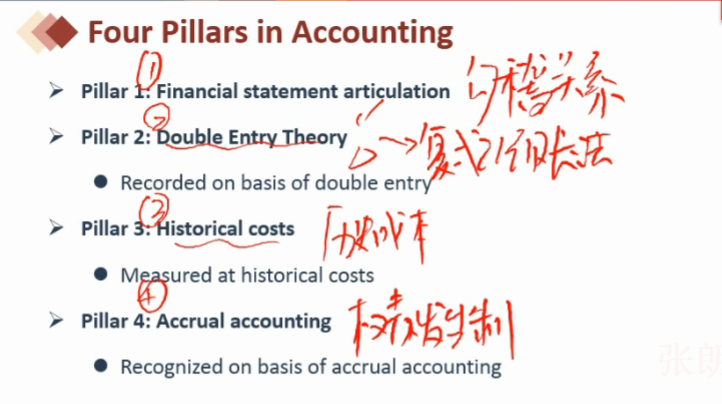 Four Pillars in Accounting
①
➢ Pillar 1: Financial statement articulation 勾稽关系
②
➢ Pillar 2: Double Entry Theory → 复式记账法
● Recorded on basis of double entry
③
➢ Pillar 3: Historical costs 历史成本
● Measured at historical costs
④
➢ Pillar 4: Accrual accounting 权责发生制
● Recognized on basis of accrual accounting
张朗